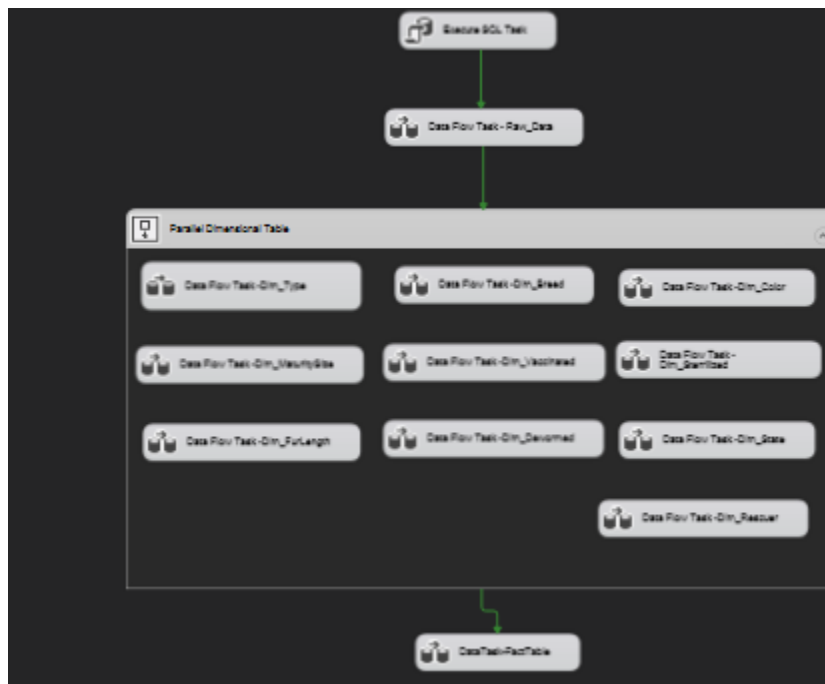 Execute SQL Task
Data Flow Task - Raw_Data
Parallel Dimensional Table
Data Flow Task -Dim_Type
Data Flow Task -Dim_Breed
Data Flow Task -Dim_Color
Data Flow Task -Dim_MaturitySize
Data Flow Task -Dim_Vaccinated
Data Flow Task -
Dim_Sterrilized
Data Flow Task -Dim_FurLength
Data Flow Task -Dim_Dewormed
Data Flow Task -Dim_State
Data Flow Task -Dim_Rescuer
DataTask-FactTable